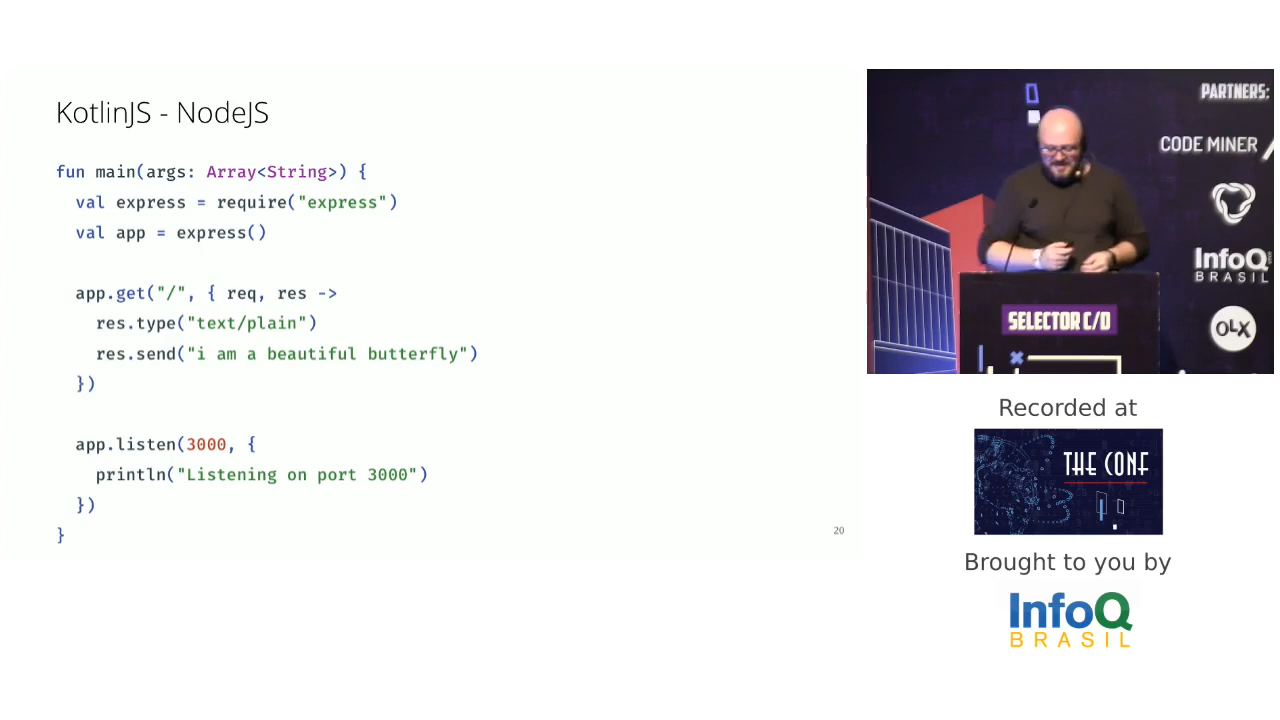 KotlinJS - NodeJS
fun main(args: Array<String>) {
  val express = require("express")
  val app = express()
  app.get("/", { req, res ->
    res.type("text/plain")
    res.send("i am a beautiful butterfly")
  })
  app.listen(3000, {
    println("Listening on port 3000")
  })
}
20
PARTNERS:
CODE MINER
InfoQ
BRASIL
OLX
SELECTOR C/D
Recorded at
THE CONF
Brought to you by
InfoQ
BRASIL